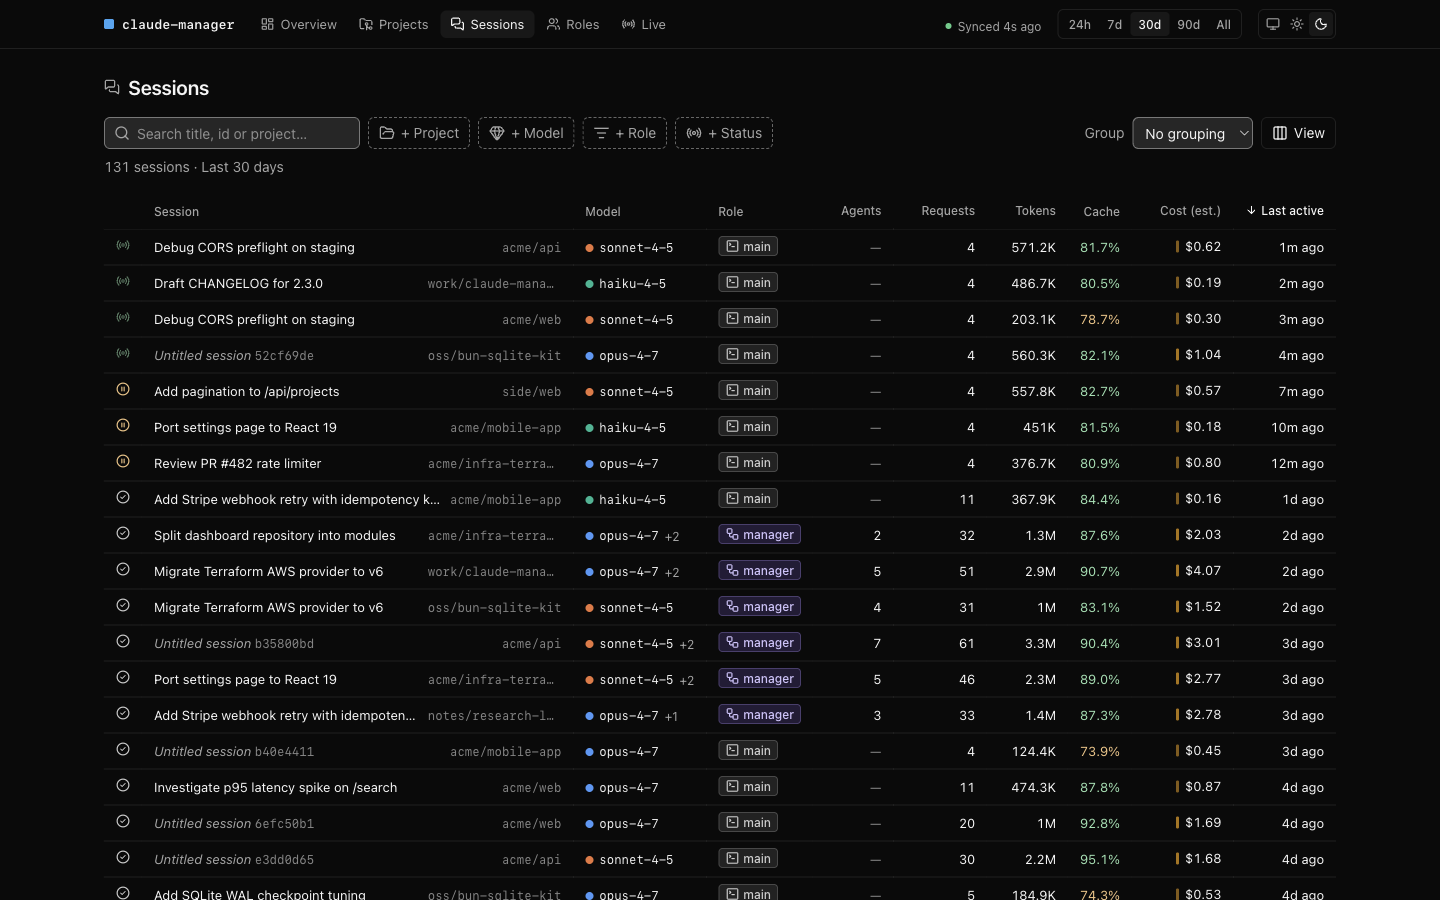 claude-manager Overview Projects Sessions Roles Live Synced 4s ago 24h 7d 30d 90d All
Sessions
Search title, id or project... + Project + Model + Role + Status Group No grouping View
131 sessions · Last 30 days
Session Model Role Agents Requests Tokens Cache Cost (est.) ↓ Last active
Debug CORS preflight on staging acme/api sonnet-4-5 main — 4 571.2K 81.7% $0.62 1m ago
Draft CHANGELOG for 2.3.0 work/claude-mana… haiku-4-5 main — 4 486.7K 80.5% $0.19 2m ago
Debug CORS preflight on staging acme/web sonnet-4-5 main — 4 203.1K 78.7% $0.30 3m ago
Untitled session 52cf69de oss/bun-sqlite-kit opus-4-7 main — 4 560.3K 82.1% $1.04 4m ago
Add pagination to /api/projects side/web sonnet-4-5 main — 4 557.8K 82.7% $0.57 7m ago
Port settings page to React 19 acme/mobile-app haiku-4-5 main — 4 451K 81.5% $0.18 10m ago
Review PR #482 rate limiter acme/infra-terra… opus-4-7 main — 4 376.7K 80.9% $0.80 12m ago
Add Stripe webhook retry with idempotency k… acme/mobile-app haiku-4-5 main — 11 367.9K 84.4% $0.16 1d ago
Split dashboard repository into modules acme/infra-terra… opus-4-7 +2 manager 2 32 1.3M 87.6% $2.03 2d ago
Migrate Terraform AWS provider to v6 work/claude-mana… opus-4-7 +2 manager 5 51 2.9M 90.7% $4.07 2d ago
Migrate Terraform AWS provider to v6 oss/bun-sqlite-kit sonnet-4-5 manager 4 31 1M 83.1% $1.52 2d ago
Untitled session b35800bd acme/api sonnet-4-5 +2 manager 7 61 3.3M 90.4% $3.01 3d ago
Port settings page to React 19 acme/infra-terra… sonnet-4-5 +2 manager 5 46 2.3M 89.0% $2.77 3d ago
Add Stripe webhook retry with idempoten… notes/research-l… opus-4-7 +1 manager 3 33 1.4M 87.3% $2.78 3d ago
Untitled session b40e4411 acme/mobile-app opus-4-7 main — 4 124.4K 73.9% $0.45 3d ago
Investigate p95 latency spike on /search acme/web opus-4-7 main — 11 474.3K 87.8% $0.87 4d ago
Untitled session 6efc50b1 acme/web opus-4-7 main — 20 1M 92.8% $1.69 4d ago
Untitled session e3dd0d65 acme/api sonnet-4-5 main — 30 2.2M 95.1% $1.68 4d ago
Add SQLite WAL checkpoint tuning oss/bun-sqlite-kit opus-4-7 main — 5 184.9K 74.3% $0.53 4d ago